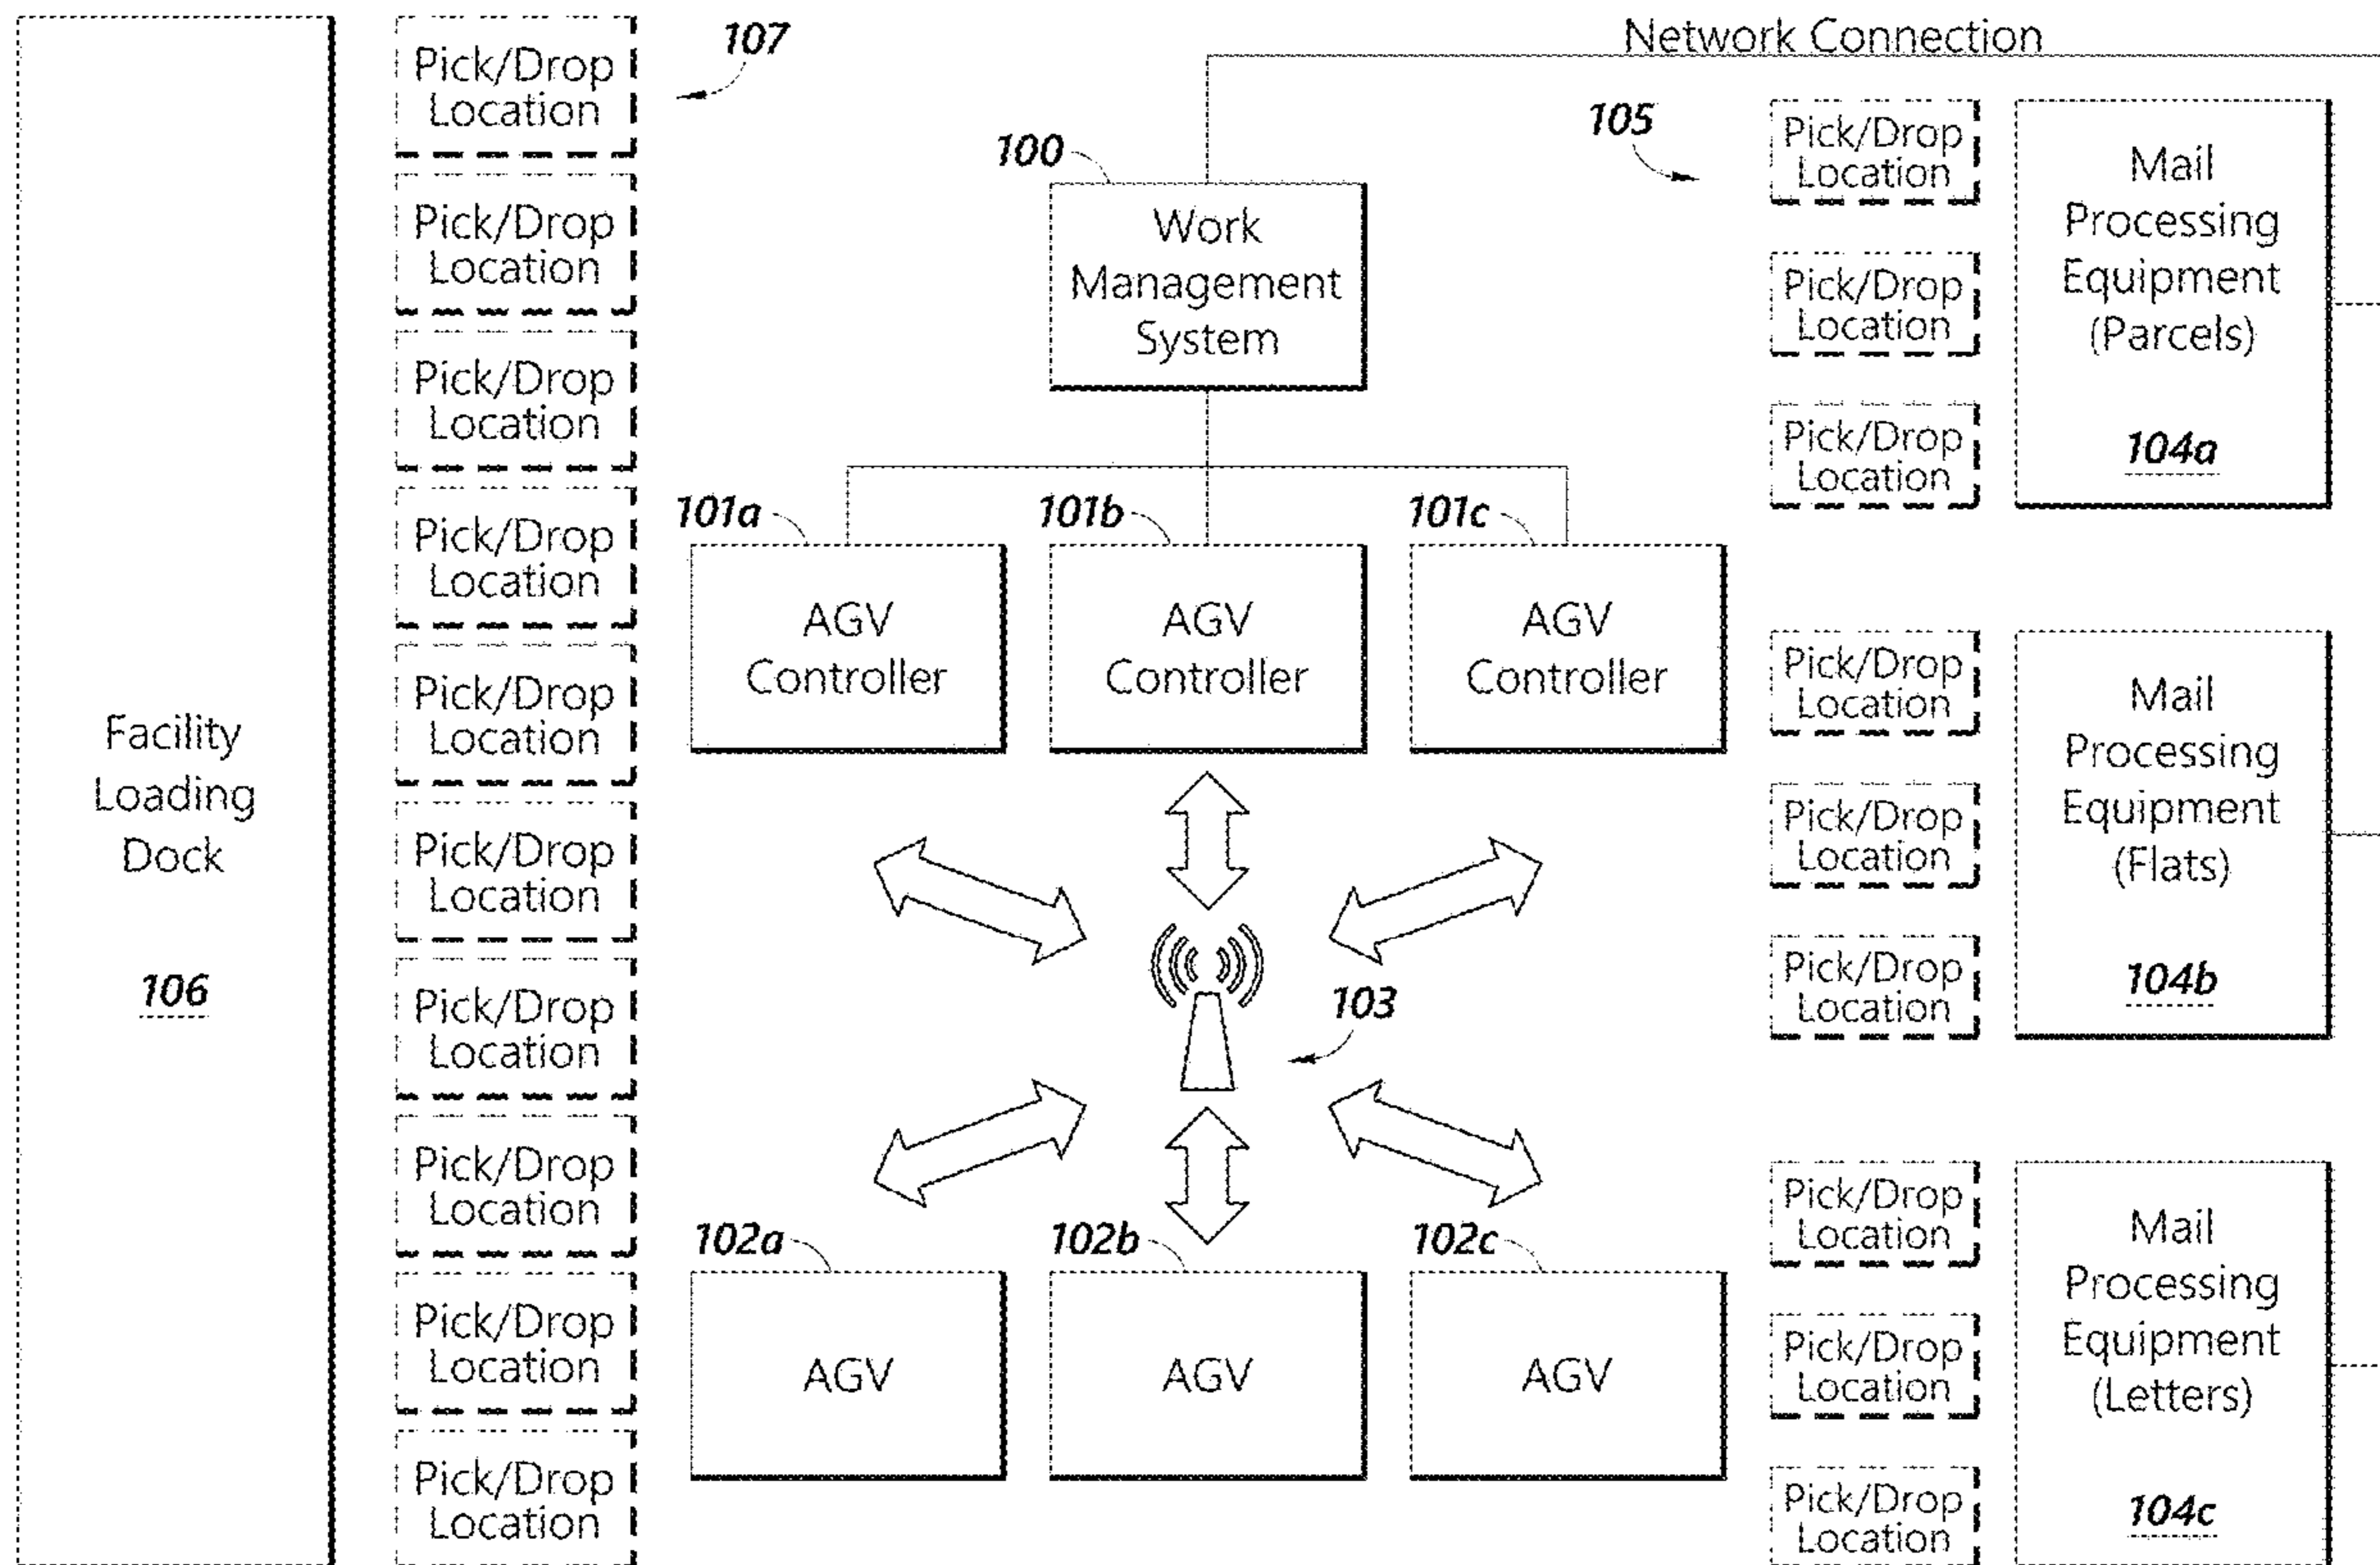 Facility
Loading
Dock
106
Pick/Drop
Location
Pick/Drop
Location
Pick/Drop
Location
Pick/Drop
Location
Pick/Drop
Location
Pick/Drop
Location
Pick/Drop
Location
Pick/Drop
Location
Pick/Drop
Location
Pick/Drop
Location
107
Network Connection
100
Work
Management
System
101a
AGV
Controller
101b
AGV
Controller
101c
AGV
Controller
103
102a
AGV
102b
AGV
102c
AGV
105
Pick/Drop
Location
Pick/Drop
Location
Pick/Drop
Location
Mail
Processing
Equipment
(Parcels)
104a
Pick/Drop
Location
Pick/Drop
Location
Pick/Drop
Location
Mail
Processing
Equipment
(Flats)
104b
Pick/Drop
Location
Pick/Drop
Location
Pick/Drop
Location
Mail
Processing
Equipment
(Letters)
104c